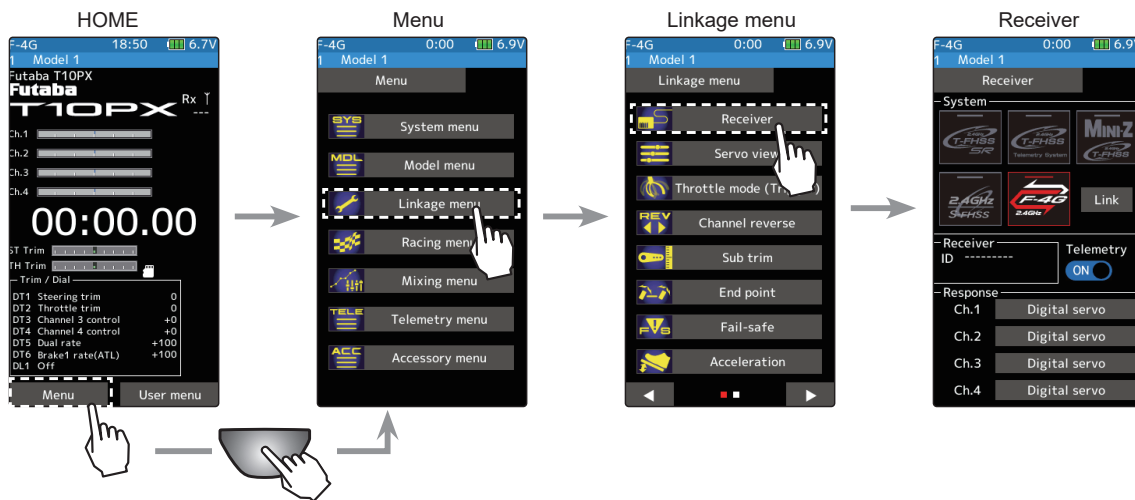 HOME
F-4G 18:50 6.7V
1 Model 1
Futaba T10PX
Futaba
T10PX
Rx
---
Ch.1
Ch.2
Ch.3
Ch.4
00:00.00
ST Trim
TH Trim
Trim / Dial
DT1 Steering trim 0
DT2 Throttle trim 0
DT3 Channel 3 control +0
DT4 Channel 4 control +0
DT5 Dual rate +100
DT6 Brake1 rate(ATL) +100
DL1 Off
Menu User menu
Menu
F-4G 0:00 6.9V
1 Model 1
Menu
SYS System menu
MDL Model menu
Linkage menu
Racing menu
Mixing menu
TELE Telemetry menu
ACC Accessory menu
Linkage menu
F-4G 0:00 6.9V
1 Model 1
Linkage menu
Receiver
Servo view
Throttle mode (Tri
REV Channel reverse
Sub trim
End point
F/S Fail-safe
Acceleration
Receiver
F-4G 0:00 6.9
1 Model 1
Receiver
System
2.4GHz T-FHSS SR
2.4GHz T-FHSS Telemetry System
MINI-Z T-FHSS
2.4GHz S-FHSS
F-4G 2.4GHz
Link
Receiver
ID ---------
Telemetry
ON
Response
Ch.1 Digital servo
Ch.2 Digital servo
Ch.3 Digital servo
Ch.4 Digital servo